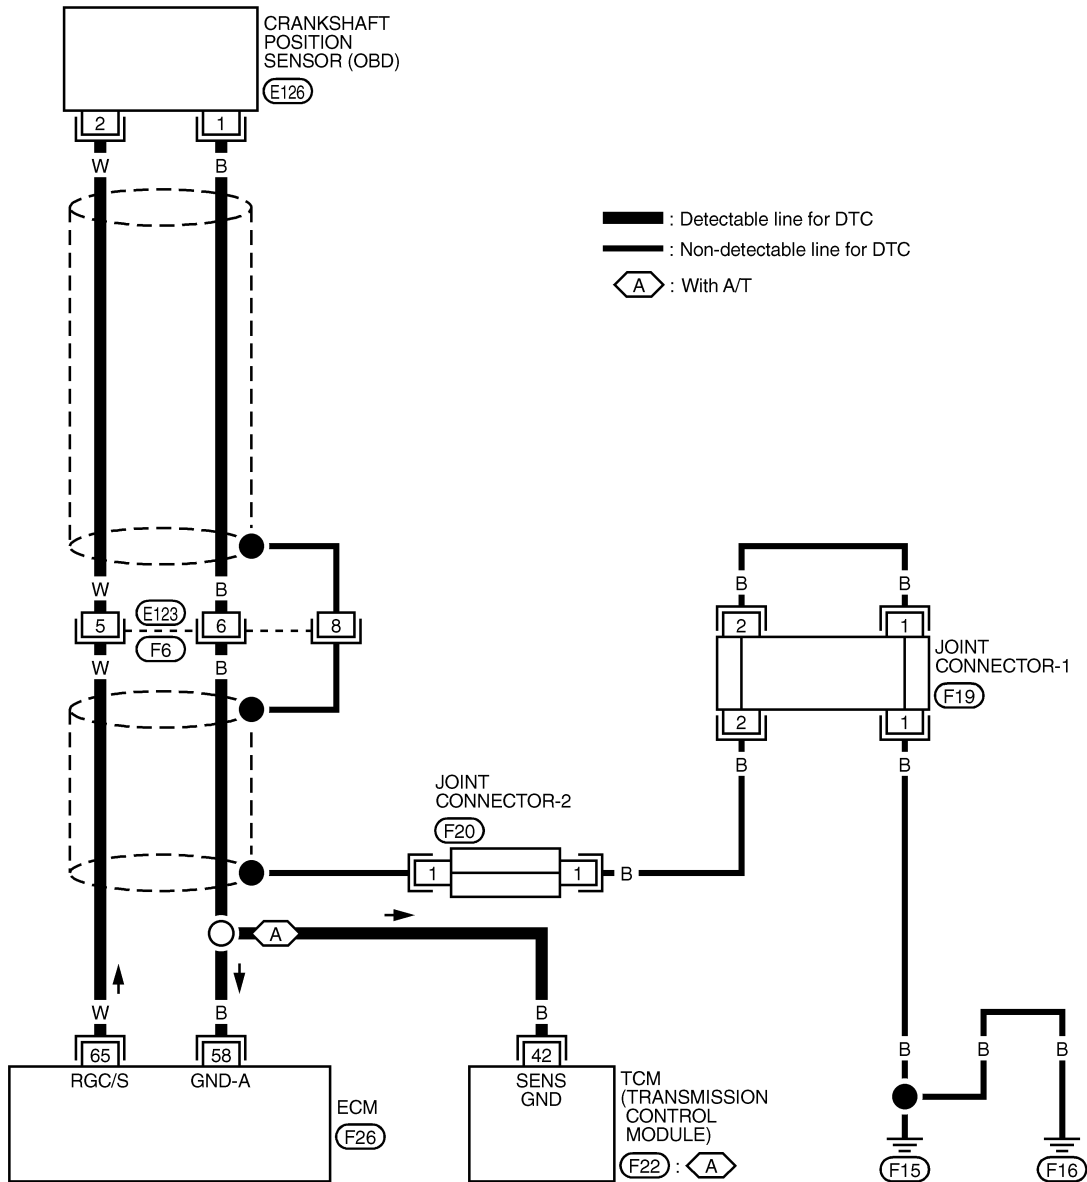 CRANKSHAFT
POSITION
SENSOR (OBD)
E126
2
1
W
B
: Detectable line for DTC
: Non-detectable line for DTC
A : With A/T
W
B
E123
5
6
8
F6
W
B
B
B
2
1
JOINT
CONNECTOR-1
F19
2
1
B
B
JOINT
CONNECTOR-2
F20
1
1
B
A
W
B
B
B
B
B
65
58
42
RGC/S
GND-A
SENS
GND
ECM
F26
TCM
(TRANSMISSION
CONTROL
MODULE)
F22 : A
F15
F16